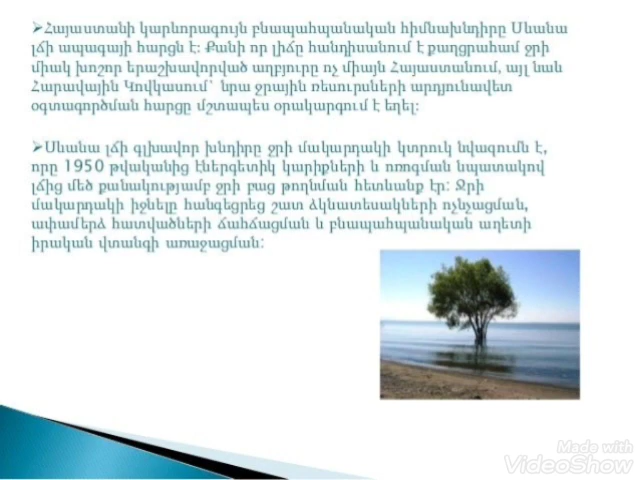 ➢Հայաստանի կարևորագույն բնապահպանական հիմնախնդիրը Սևանա
լճի ապագայի հարցն է: Քանի որ լիճը հանդիսանում է քաղցրահամ ջրի
միակ խոշոր երաշխավորված աղբյուրը ոչ միայն Հայաստանում, այլ նաև
Հարավային Կովկասում՝ նրա ջրային ռեսուրսների արդյունավետ
օգտագործման հարցը մշտապես օրակարգում է եղել:
➢Սևանա լճի գլխավոր խնդիրը ջրի մակարդակի կտրուկ նվազումն է,
որը 1950 թվականից էներգետիկ կարիքների և ոռոգման նպատակով
լճից մեծ քանակությամբ ջրի բաց թողնման հետևանք էր: Ջրի
մակարդակի իջնելը հանգեցրեց շատ ձկնատեսակների ոչնչացման,
ափամերձ հատվածների ճահճացման և բնապահպանական աղետի
իրական վտանգի առաջացման:
Made with
VideoShow